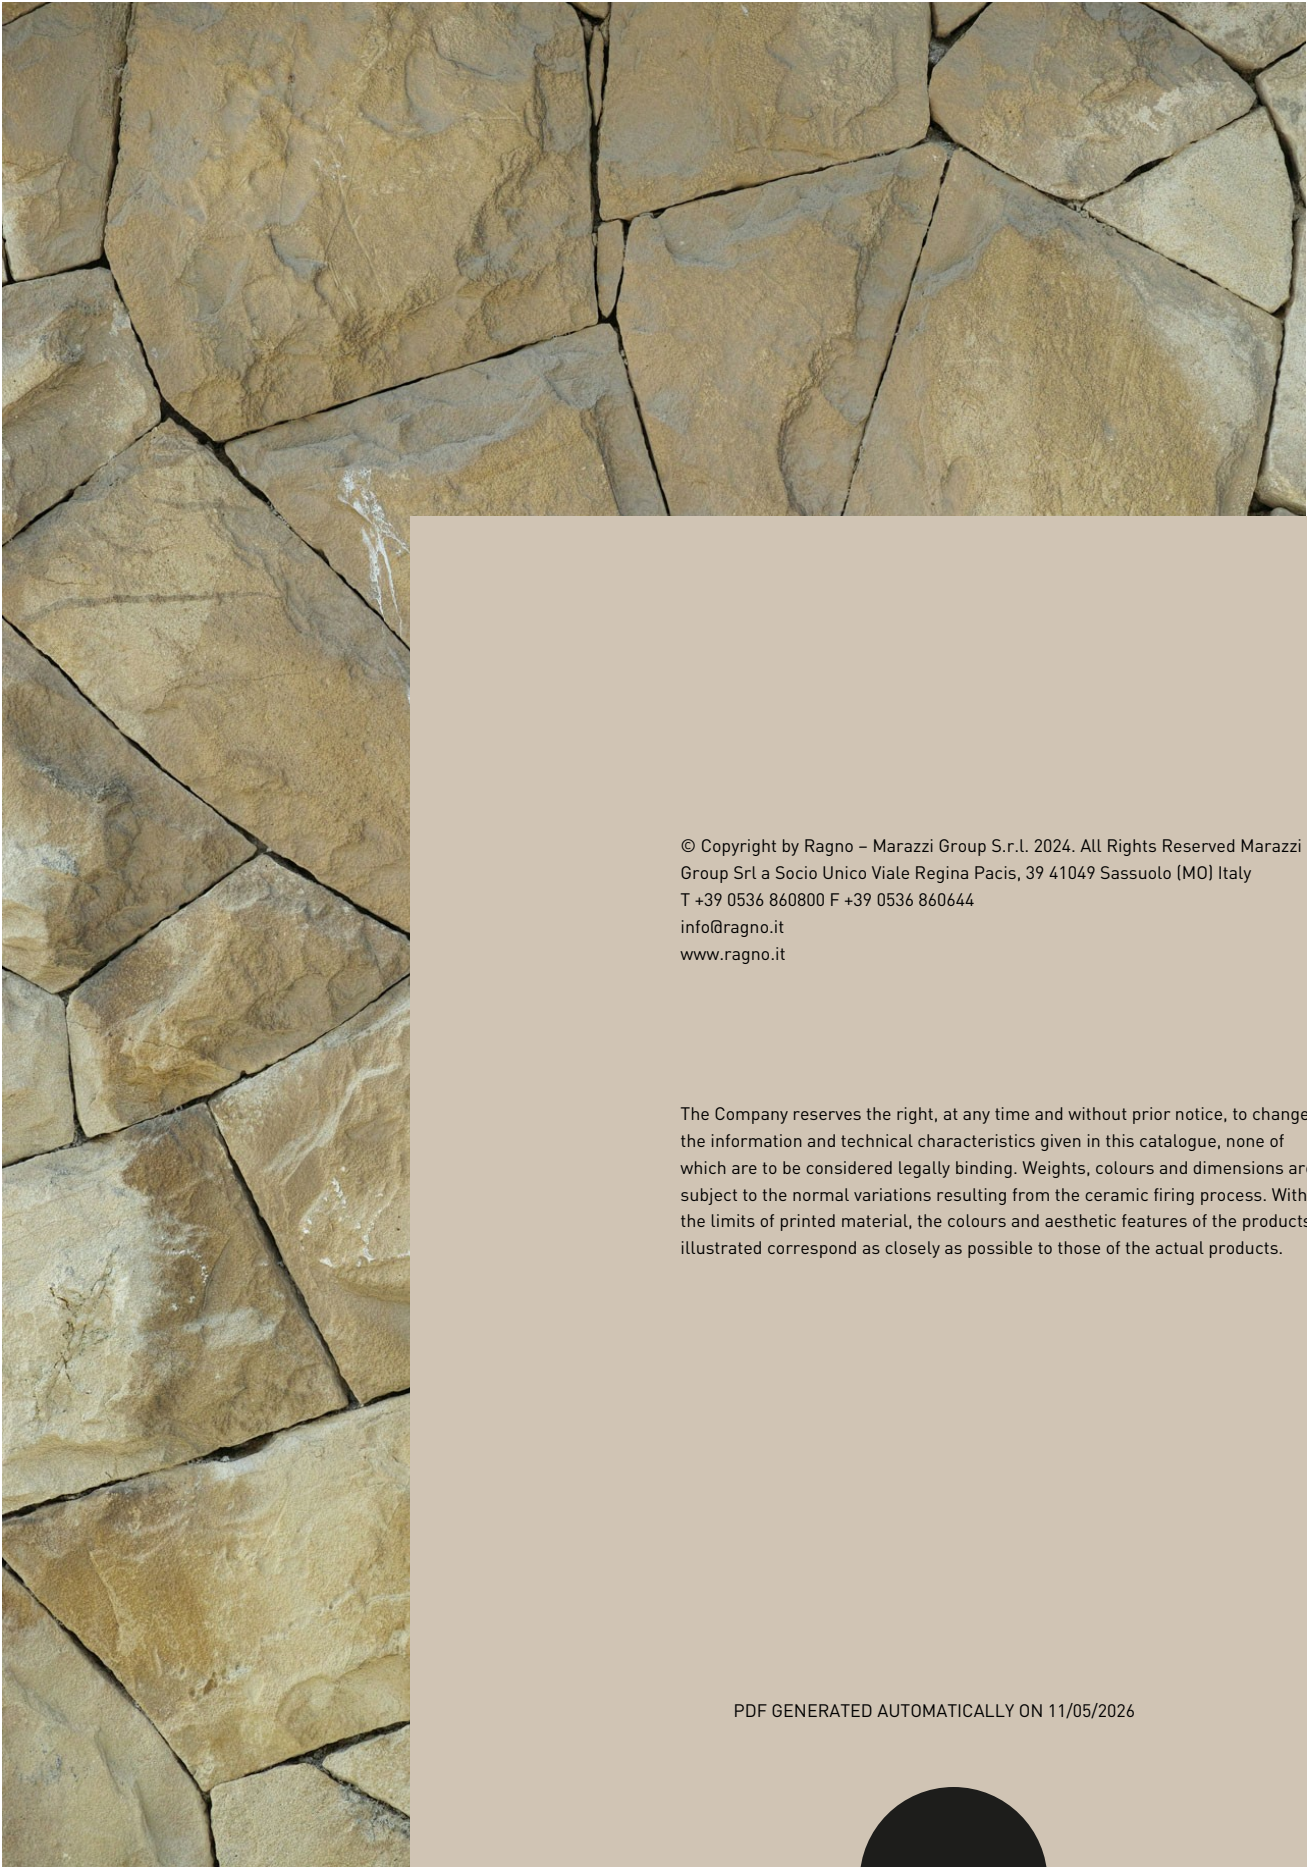 © Copyright by Ragno – Marazzi Group S.r.l. 2024. All Rights Reserved Marazzi
Group Srl a Socio Unico Viale Regina Pacis, 39 41049 Sassuolo (MO) Italy
T +39 0536 860800 F +39 0536 860644
info@ragno.it
www.ragno.it
The Company reserves the right, at any time and without prior notice, to change
the information and technical characteristics given in this catalogue, none of
which are to be considered legally binding. Weights, colours and dimensions are
subject to the normal variations resulting from the ceramic firing process. With
the limits of printed material, the colours and aesthetic features of the products
illustrated correspond as closely as possible to those of the actual products.
PDF GENERATED AUTOMATICALLY ON 11/05/2026